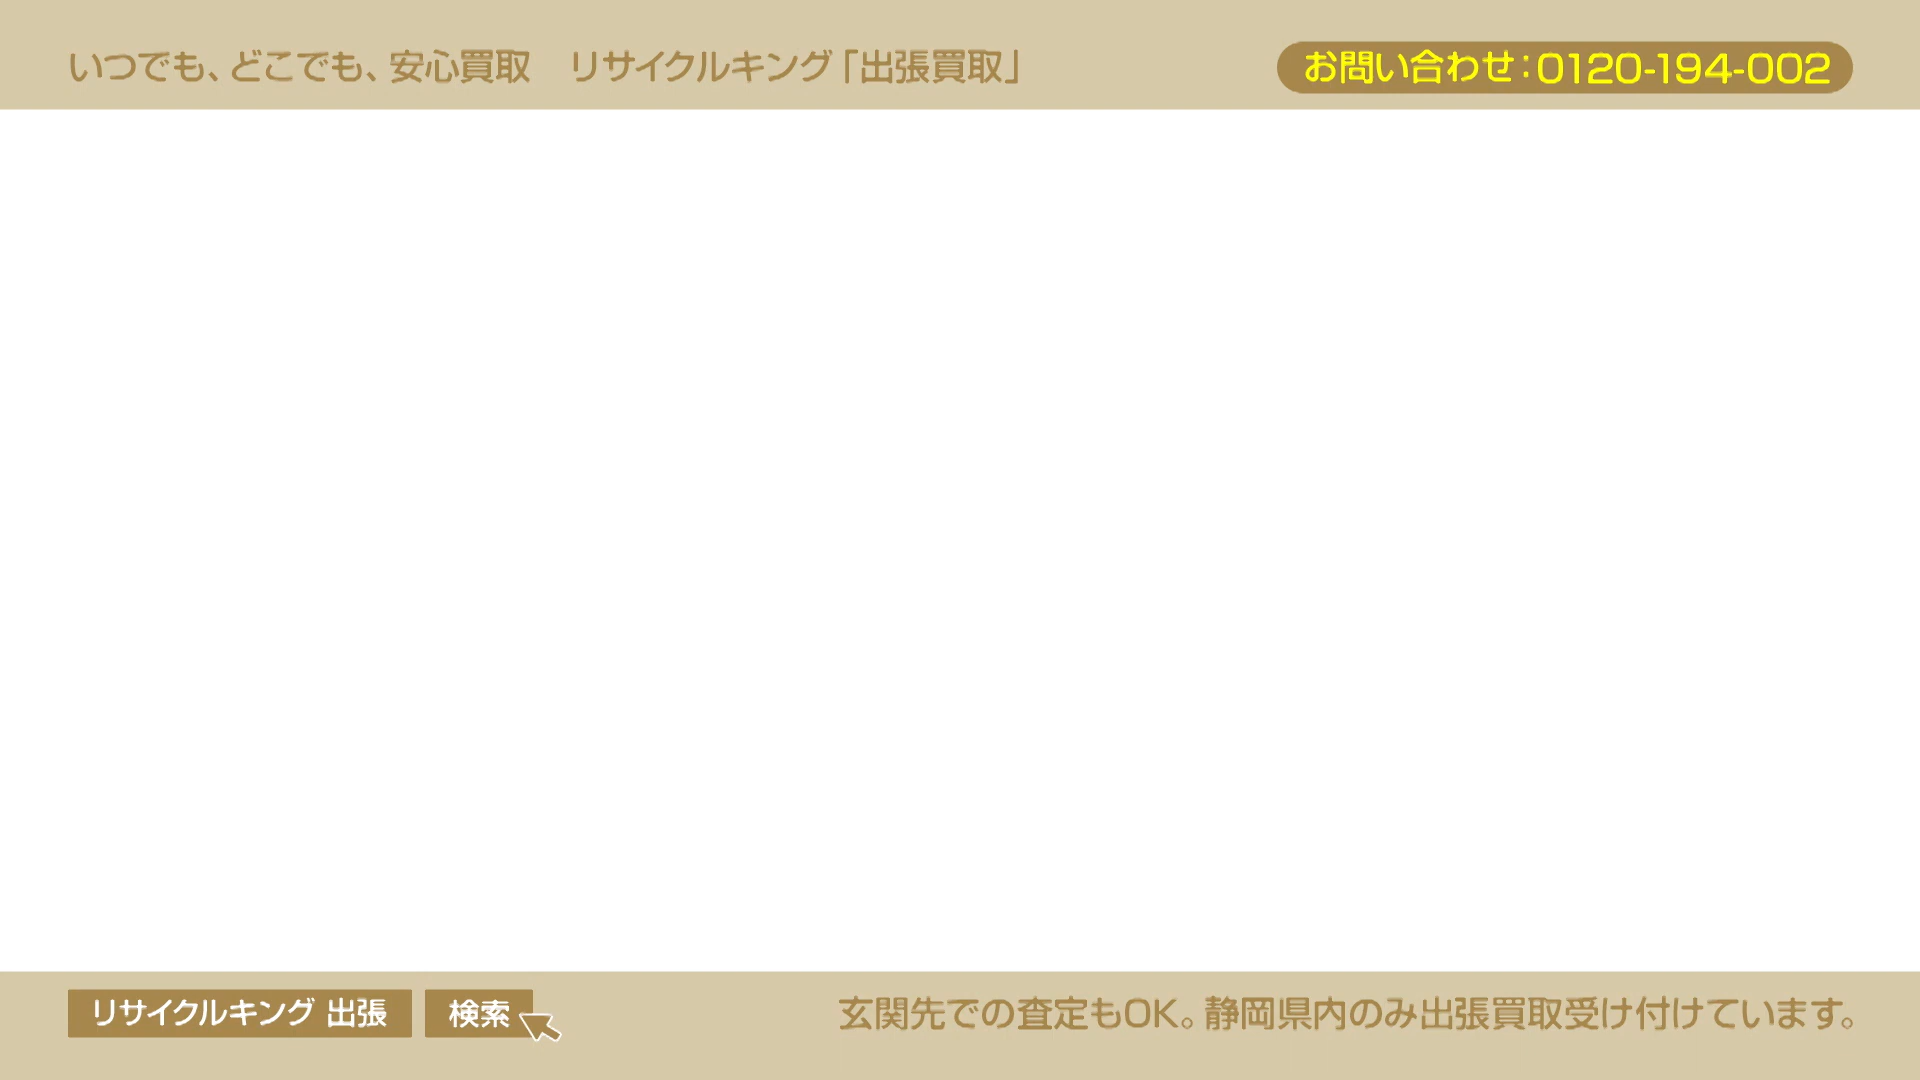 いつでも、どこでも、安心買取　リサイクルキング「出張買取」
お問い合わせ：0120-194-002
リサイクルキング 出張 検索
玄関先での査定もOK。静岡県内のみ出張買取受け付けています。